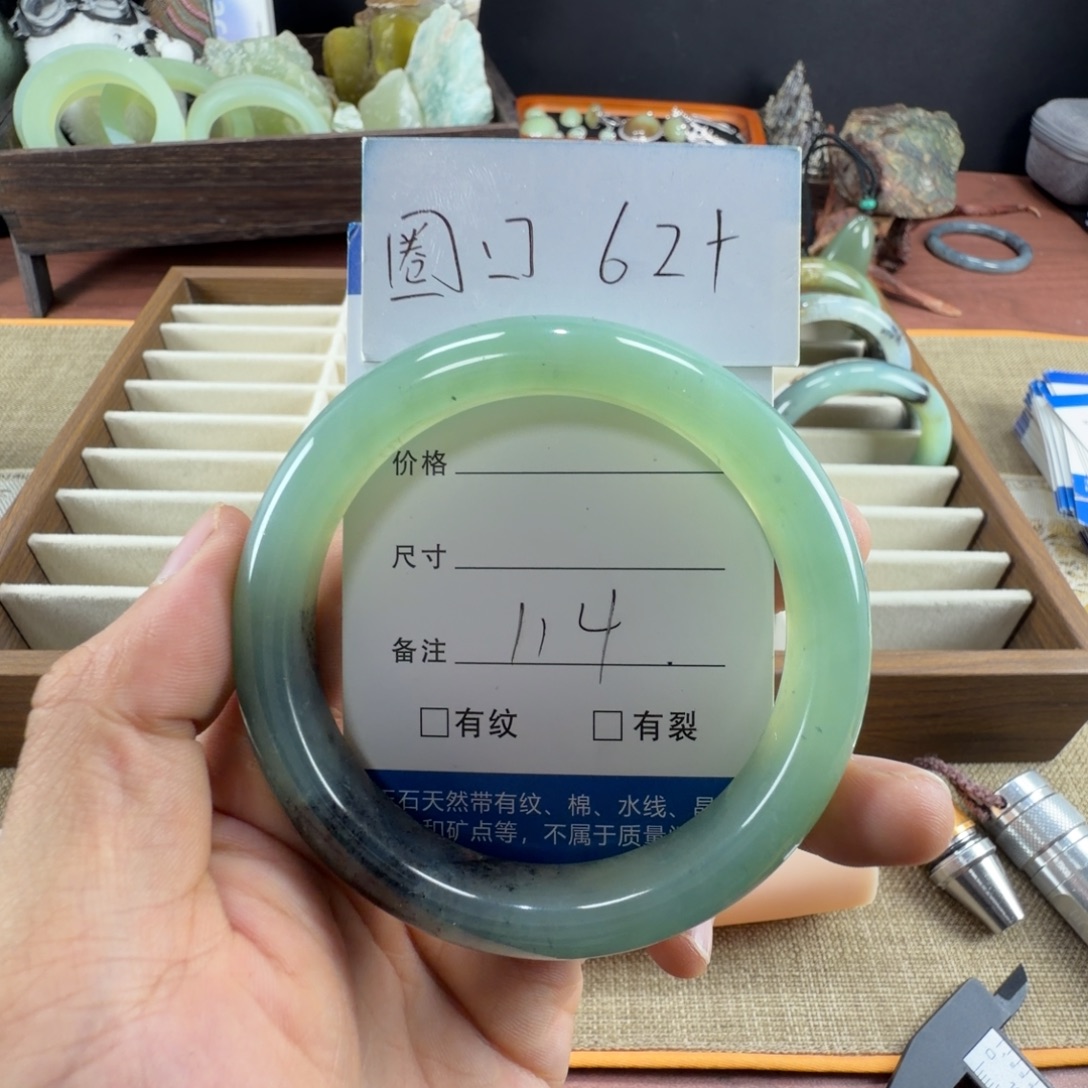 圈口 62+
价格
尺寸
备注 114.
□有纹 □有裂
石天然带有纹、棉、水线、
和矿点等，不属于质量